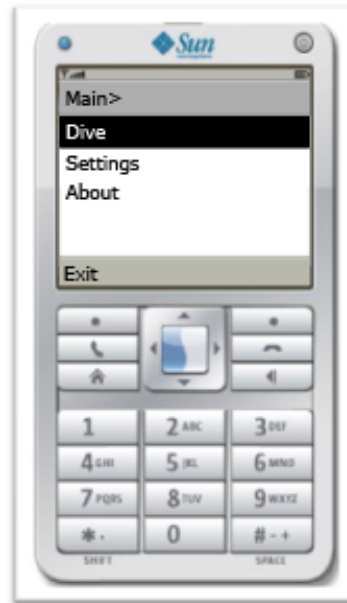 Sun
Main>
Dive
Settings
About
Exit
1 2 ABC 3 DEF
4 GHI 5 JKL 6 MNO
7 PQRS 8 TUV 9 WXYZ
* . 0 # - +
SHIFT SPACE